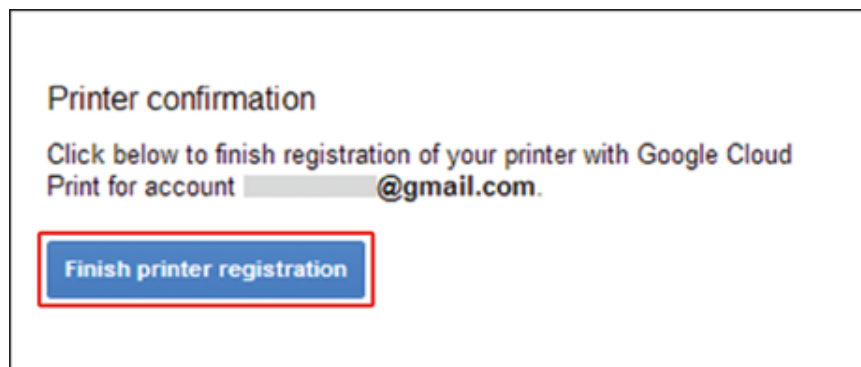 Printer confirmation
Click below to finish registration of your printer with Google Cloud
Print for account @gmail.com.
Finish printer registration